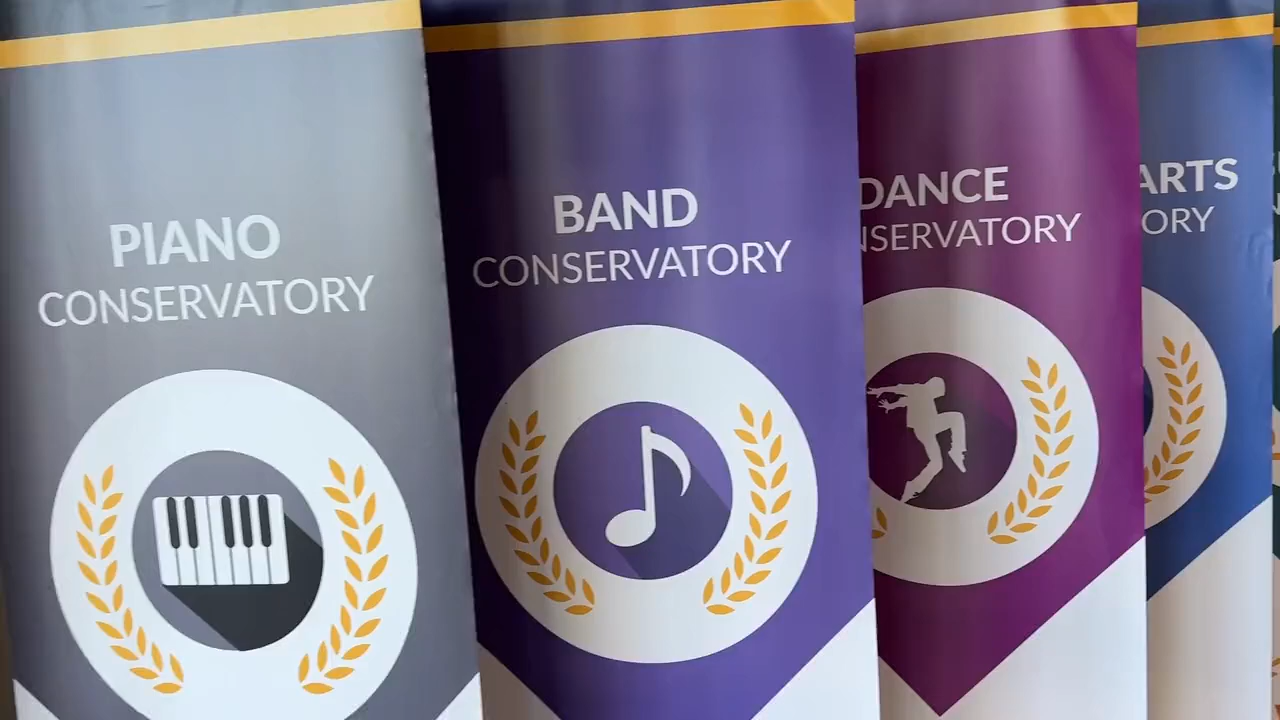 PIANO
CONSERVATORY
BAND
CONSERVATORY
DANCE
NSERVATORY
ARTS
ORY